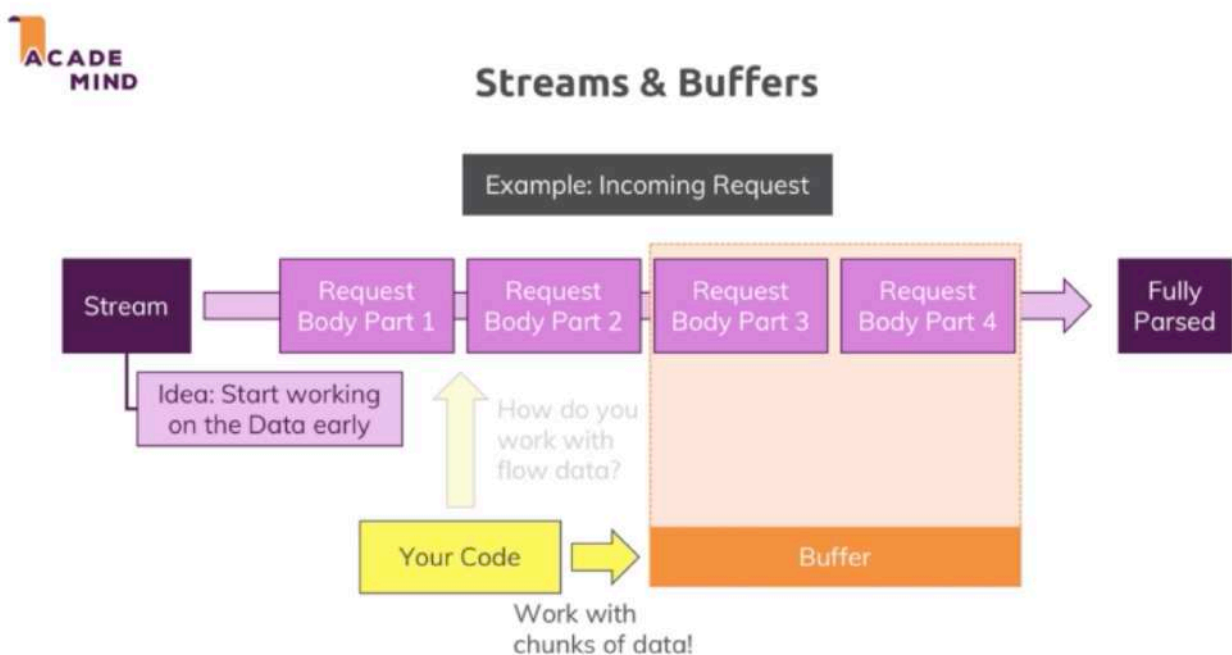 ACADE
MIND
Streams & Buffers
Example: Incoming Request
Stream
Request
Body Part 1
Request
Body Part 2
Request
Body Part 3
Request
Body Part 4
Fully
Parsed
Idea: Start working
on the Data early
How do you
work with
flow data?
Your Code
Buffer
Work with
chunks of data!